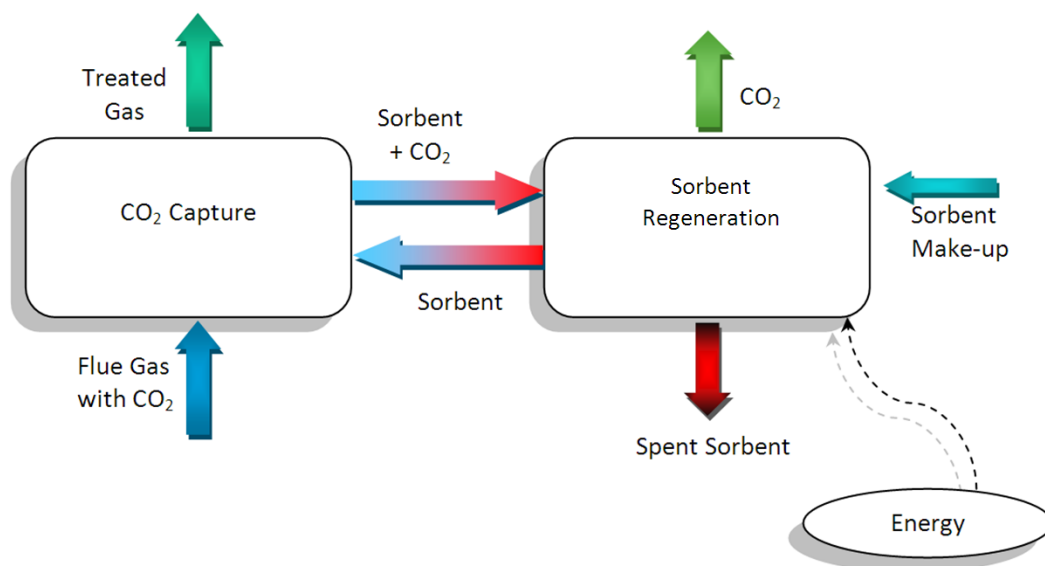 Treated
Gas
CO₂
Sorbent
+ CO₂
CO₂ Capture
Sorbent
Regeneration
Sorbent
Make-up
Sorbent
Flue Gas
with CO₂
Spent Sorbent
Energy